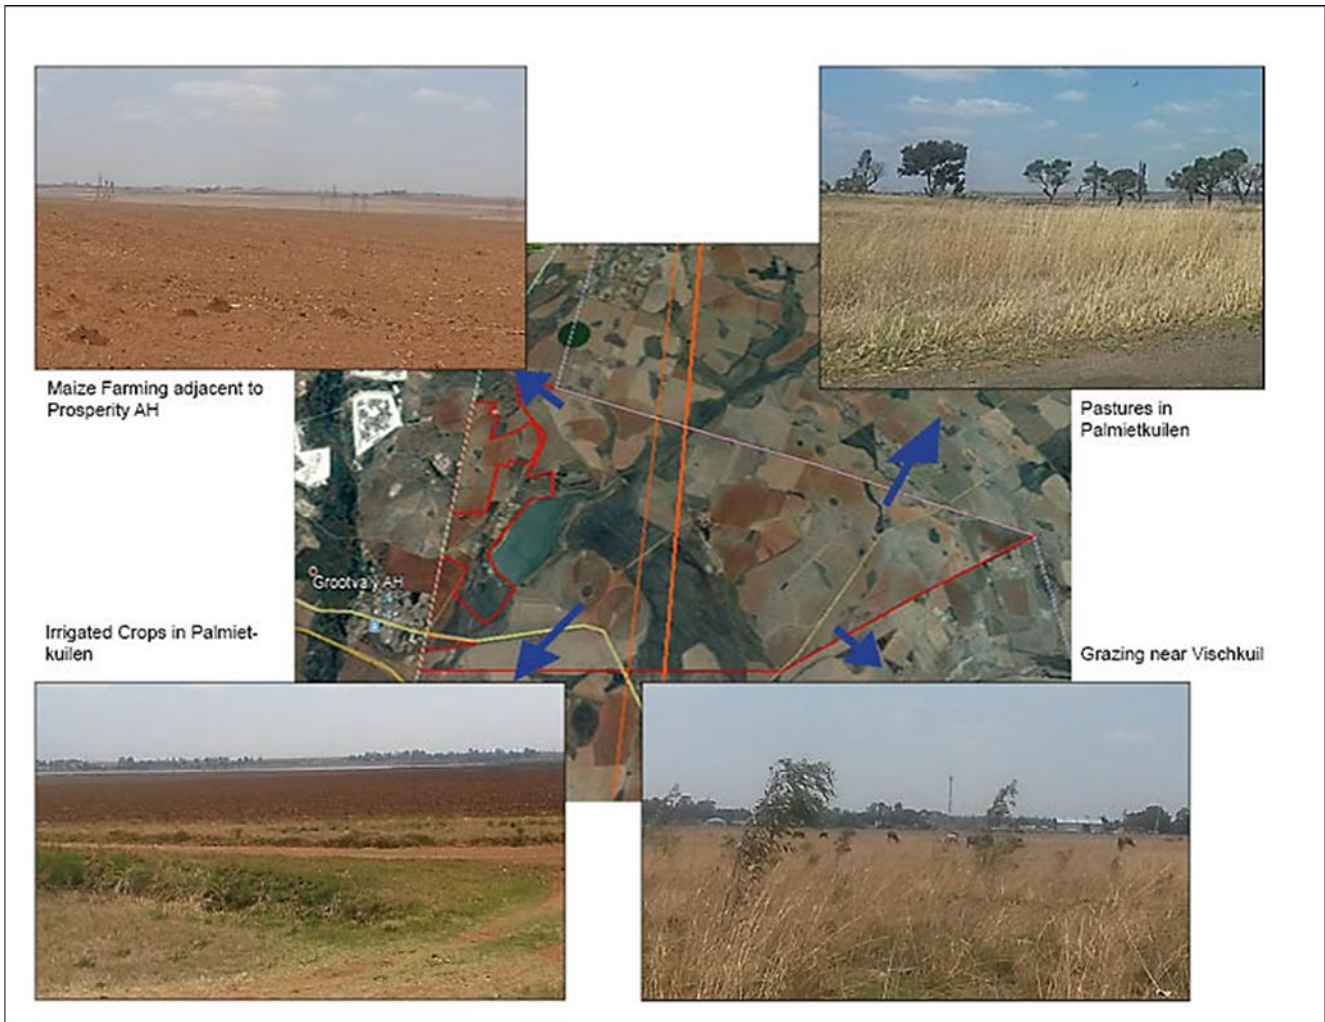 Maize Farming adjacent to
Prosperity AH
Pastures in
Palmietkuilen
Grootvaly AH
Irrigated Crops in Palmiet-
kuilen
Grazing near Vischkuil